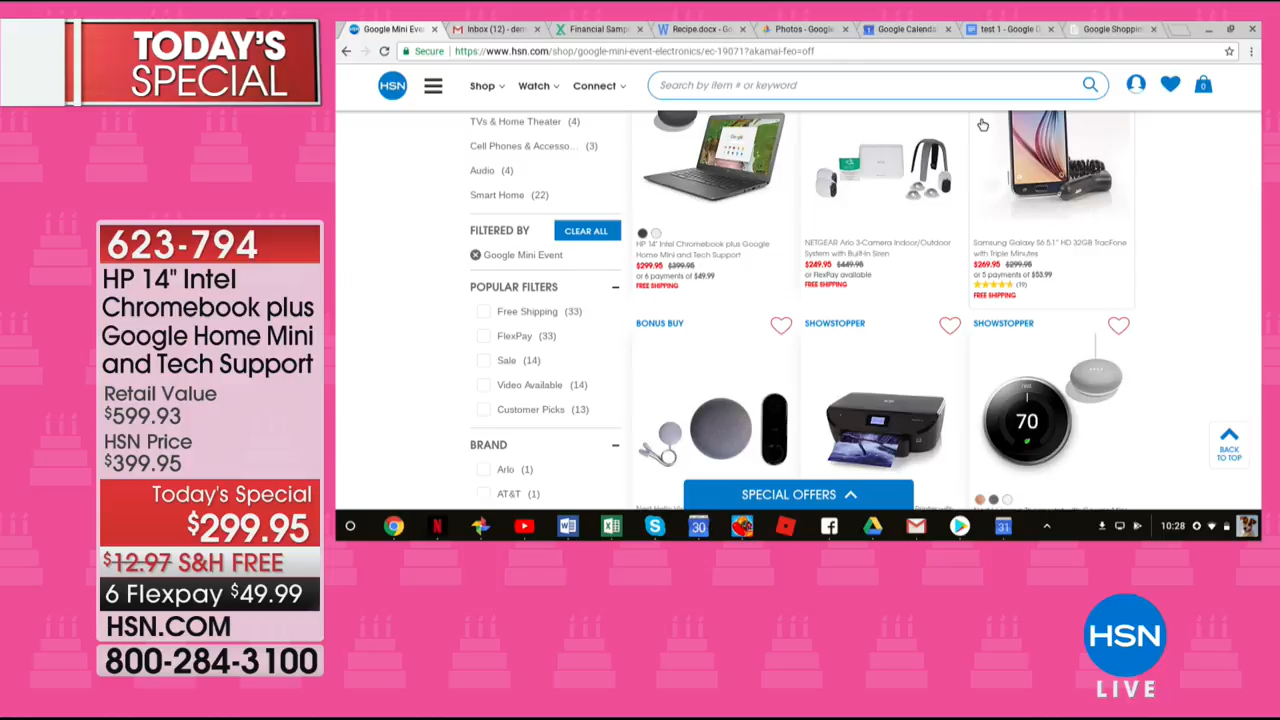 TODAY'S
SPECIAL
623-794
HP 14" Intel
Chromebook plus
Google Home Mini
and Tech Support
Retail Value
$599.93
HSN Price
$399.95
Today's Special
$299.95
$12.97 S&H FREE
6 Flexpay $49.99
HSN.COM
800-284-3100
Google Mini Eve
Inbox (12) - dem
Financial Samp
Recipe.docx - Go
Photos - Google
Google Calenda
test 1 - Google D
Google Shoppin
Secure https://www.hsn.com/shop/google-mini-event-electronics/ec-19071?akamai-feo=off
HSN
Shop
Watch
Connect
Search by item # or keyword
0
TVs & Home Theater (4)
Cell Phones & Accesso... (3)
Audio (4)
Smart Home (22)
FILTERED BY
CLEAR ALL
Google Mini Event
POPULAR FILTERS
Free Shipping (33)
FlexPay (33)
Sale (14)
Video Available (14)
Customer Picks (13)
BRAND
Arlo (1)
AT&T (1)
HP 14" Intel Chromebook plus Google
Home Mini and Tech Support
$299.95 $399.95
or 6 payments of $49.99
FREE SHIPPING
NETGEAR Arlo 3-Camera Indoor/Outdoor
System with Built-In Siren
$249.95 $449.95
or FlexPay available
FREE SHIPPING
Samsung Galaxy S6 5.1" HD 32GB TracFone
with Triple Minutes
$269.95 $299.95
or 5 payments of $53.99
(19)
FREE SHIPPING
BONUS BUY
SHOWSTOPPER
SHOWSTOPPER
nest
70
BACK
TO TOP
SPECIAL OFFERS
30
31
10:28
HSN
LIVE